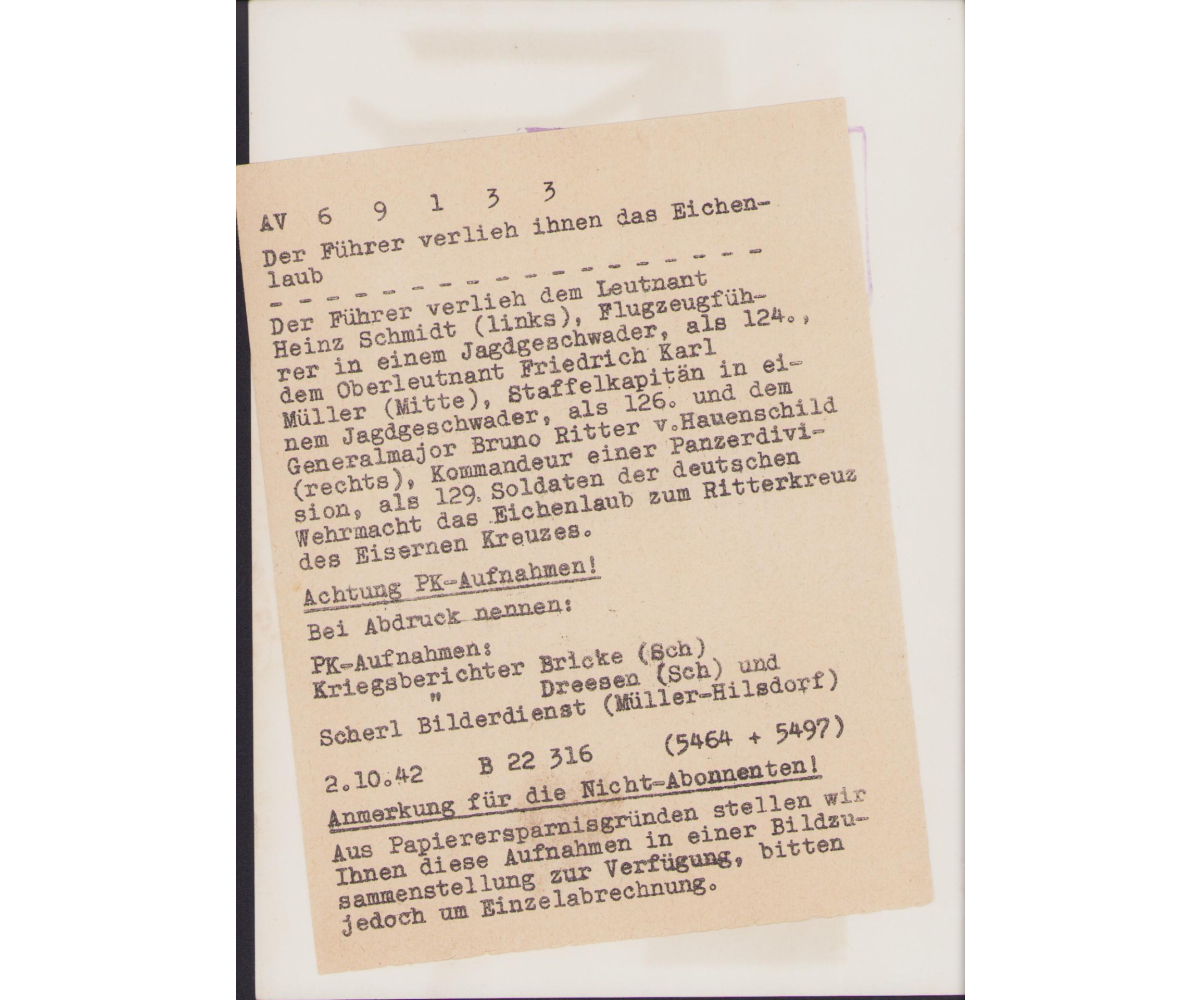 AV 6 9 1 3 3
Der Führer verlieh ihnen das Eichen-
laub
- - - - - - - - - - - - - - - - - -
Der Führer verlieh dem Leutnant
Heinz Schmidt (links), Flugzeugfüh-
rer in einem Jagdgeschwader, als 124.,
dem Oberleutnant Friedrich Karl
Müller (Mitte), Staffelkapitän in ei-
nem Jagdgeschwader, als 126. und dem
Generalmajor Bruno Ritter v.Hauenschild
(rechts), Kommandeur einer Panzerdivi-
sion, als 129. Soldaten der deutschen
Wehrmacht das Eichenlaub zum Ritterkreuz
des Eisernen Kreuzes.
Achtung PK-Aufnahmen!
Bei Abdruck nennen:
PK-Aufnahmen:
Kriegsberichter Bricke (Sch)
" Dreesen (Sch) und
Scherl Bilderdienst (Müller-Hilsdorf)
2.10.42 B 22 316 (5464 + 5497)
Anmerkung für die Nicht-Abonnenten!
Aus Papierersparnisgründen stellen wir
Ihnen diese Aufnahmen in einer Bildzu-
sammenstellung zur Verfügung, bitten
jedoch um Einzelabrechnung.